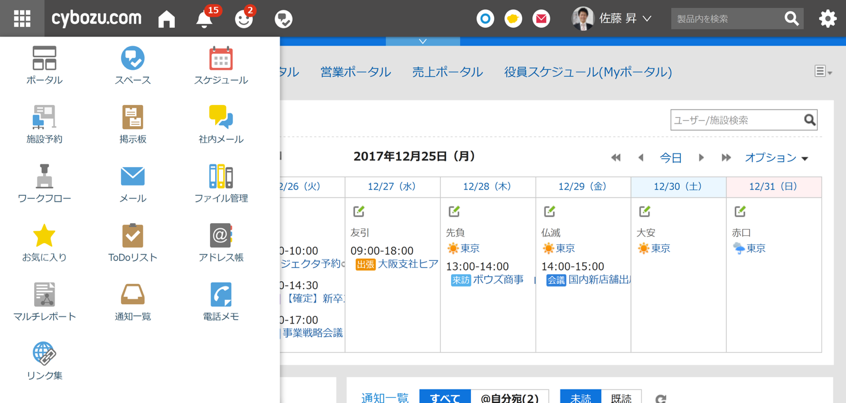 cybozu.com 15 2 佐藤 昇 製品内を検索
ポータル スペース スケジュール
施設予約 掲示板 社内メール
ワークフロー メール ファイル管理
お気に入り ToDoリスト アドレス帳
マルチレポート 通知一覧 電話メモ
リンク集
タル 営業ポータル 売上ポータル 役員スケジュール(Myポータル)
ユーザー/施設検索
2017年12月25日（月） 今日 オプション
2/26（火） 12/27（水） 12/28（木） 12/29（金） 12/30（土） 12/31（日）
友引 先負 仏滅 大安 赤口
東京 東京 東京 東京
0-10:00
ジェクタ予約
0-14:30
【確定】新卒
0-17:00
事業戦略会議
09:00-18:00
出張 大阪支社ヒア
13:00-14:00
来訪 ボウズ商事
14:00-15:00
会議 国内新店舗出
通知一覧 すべて @自分宛(2) 未読 既読